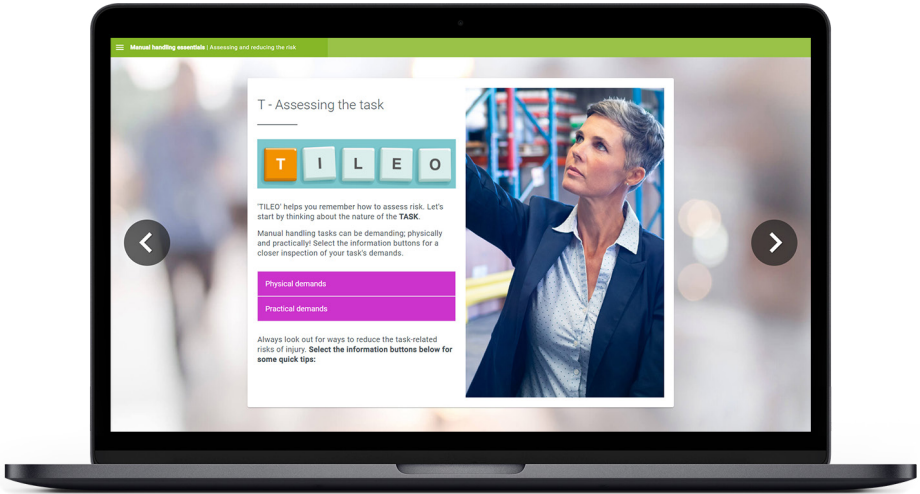 Manual handling essentials | Assessing and reducing the risk
T - Assessing the task
T I L E O
'TILEO' helps you remember how to assess risk. Let's
start by thinking about the nature of the TASK.
Manual handling tasks can be demanding; physically
and practically! Select the information buttons for a
closer inspection of your task's demands.
Physical demands
Practical demands
Always look out for ways to reduce the task-related
risks of injury. Select the information buttons below for
some quick tips: